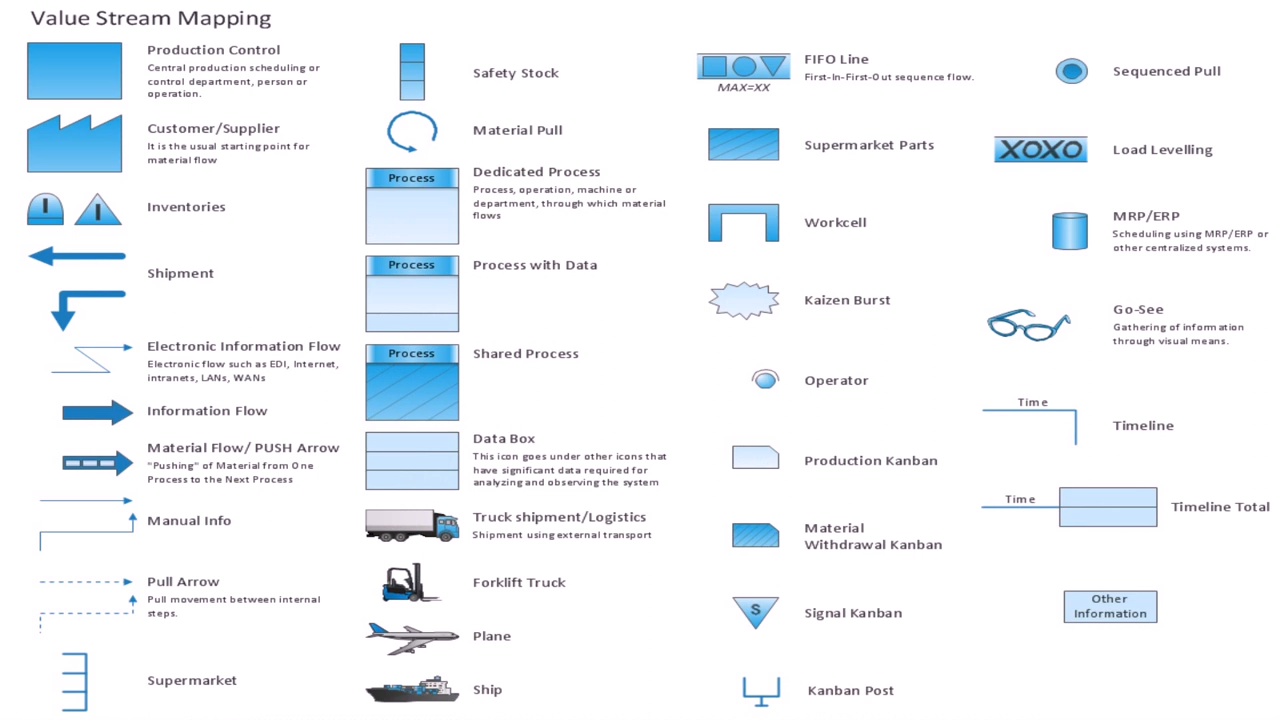 Value Stream Mapping
Production Control
Central production scheduling or
control department, person or
operation.
Customer/Supplier
It is the usual starting point for
material flow
I I
Inventories
Shipment
Electronic Information Flow
Electronic flow such as EDI, Internet,
intranets, LANs, WANs
Information Flow
Material Flow/ PUSH Arrow
"Pushing" of Material from One
Process to the Next Process
Manual Info
Pull Arrow
Pull movement between internal
steps.
Supermarket
Safety Stock
Material Pull
Process
Dedicated Process
Process, operation, machine or
department, through which material
flows
Process
Process with Data
Process
Shared Process
Data Box
This icon goes under other icons that
have significant data required for
analyzing and observing the system
Truck shipment/Logistics
Shipment using external transport
Forklift Truck
Plane
Ship
MAX=XX
FIFO Line
First-In-First-Out sequence flow.
Supermarket Parts
Workcell
Kaizen Burst
Operator
Production Kanban
Material
Withdrawal Kanban
S
Signal Kanban
Kanban Post
Sequenced Pull
XOXO
Load Levelling
MRP/ERP
Scheduling using MRP/ERP or
other centralized systems.
Go-See
Gathering of information
through visual means.
Time
Timeline
Time
Timeline Total
Other
Information